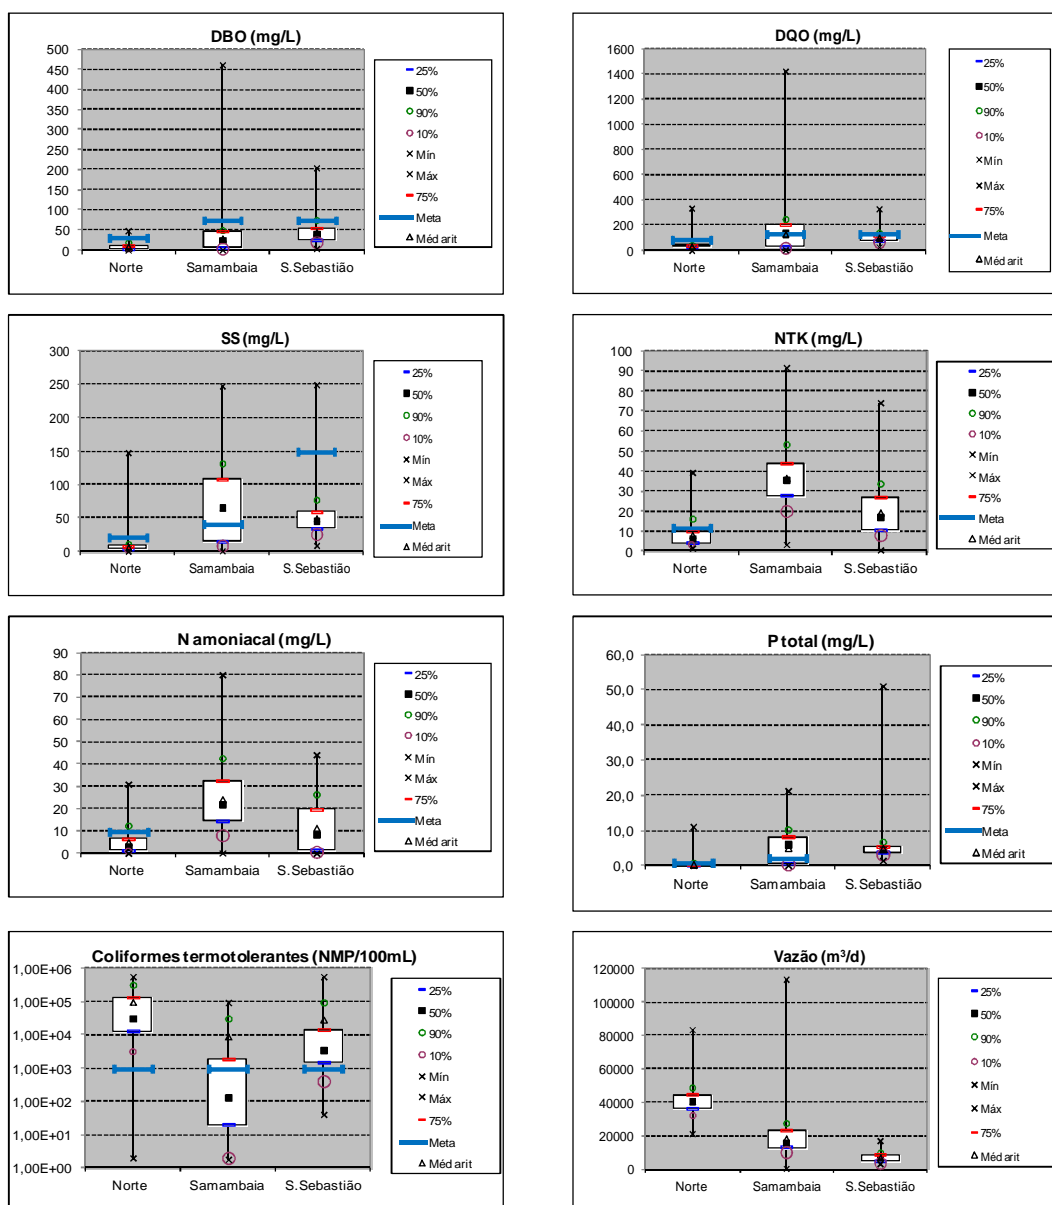 DBO (mg/L)
500
450
400
350
300
250
200
150
100
50
0
Norte Samambaia S.Sebastião
25%
50%
90%
10%
Mín
Máx
75%
Meta
Méd arit
DQO (mg/L)
1600
1400
1200
1000
800
600
400
200
0
Norte Samambaia S.Sebastião
25%
50%
90%
10%
Mín
Máx
75%
Meta
Méd arit
SS (mg/L)
300
250
200
150
100
50
0
Norte Samambaia S.Sebastião
25%
50%
90%
10%
Mín
Máx
75%
Meta
Méd arit
NTK (mg/L)
100
90
80
70
60
50
40
30
20
10
0
Norte Samambaia S.Sebastião
25%
50%
90%
10%
Mín
Máx
75%
Meta
Méd arit
N amoniacal (mg/L)
90
80
70
60
50
40
30
20
10
0
Norte Samambaia S.Sebastião
25%
50%
90%
10%
Mín
Máx
75%
Meta
Méd arit
P total (mg/L)
60,0
50,0
40,0
30,0
20,0
10,0
0,0
Norte Samambaia S.Sebastião
25%
50%
90%
10%
Mín
Máx
75%
Meta
Méd arit
Coliformes termotolerantes (NMP/100mL)
1,00E+06
1,00E+05
1,00E+04
1,00E+03
1,00E+02
1,00E+01
1,00E+00
Norte Samambaia S.Sebastião
25%
50%
90%
10%
Mín
Máx
75%
Meta
Méd arit
Vazão (m³/d)
120000
100000
80000
60000
40000
20000
0
Norte Samambaia S.Sebastião
25%
50%
90%
10%
Mín
Máx
75%
Meta
Méd arit